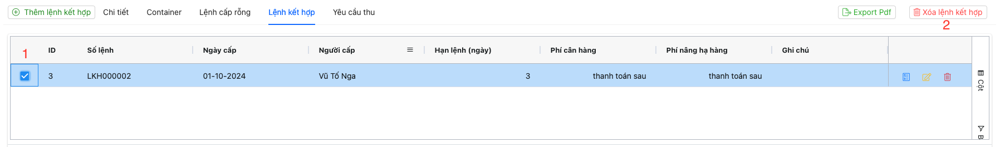 Thêm lệnh kết hợp Chi tiết Container Lệnh cấp rỗng Lệnh kết hợp Yêu cầu thu Export Pdf Xóa lệnh kết hợp
2
1 ID Số lệnh Ngày cấp Người cấp Hạn lệnh (ngày) Phí cân hàng Phí nâng hạ hàng Ghi chú
3 LKH000002 01-10-2024 Vũ Tố Nga 3 thanh toán sau thanh toán sau
Cột
B